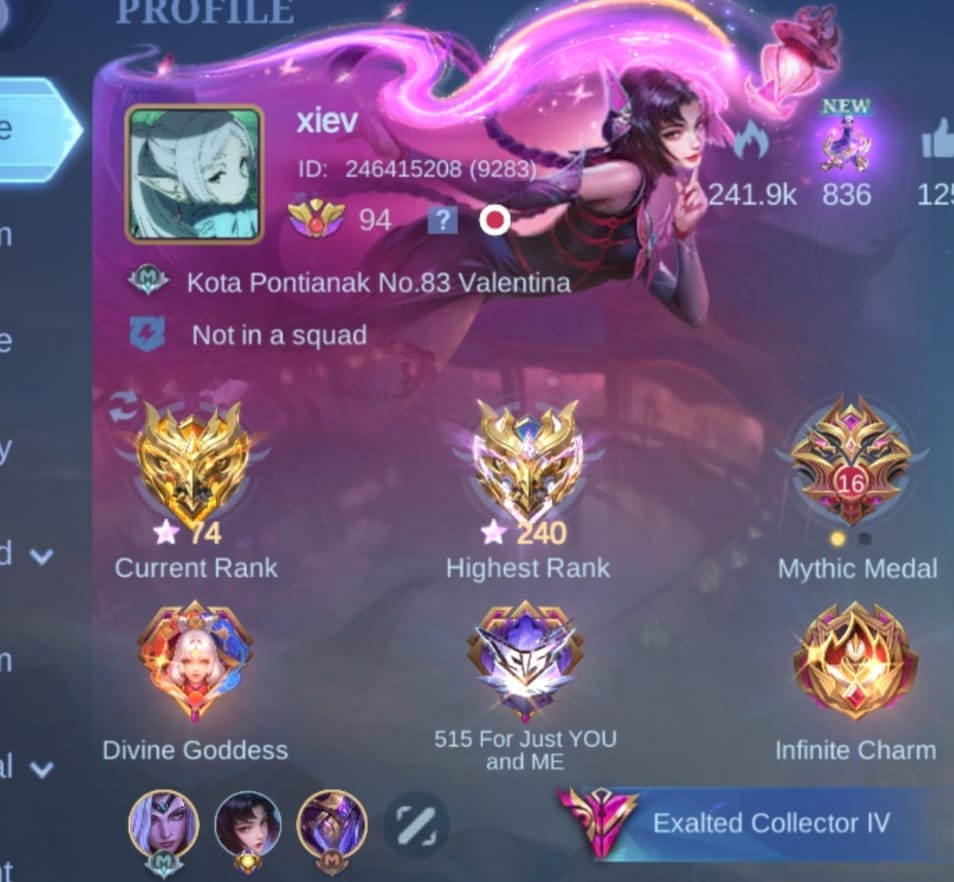 PROFILE
xiev
NEW
ID: 246415208 (9283)
241.9k
836
94
?
Kota Pontianak No.83 Valentina
Not in a squad
16
74
240
Current Rank
Highest Rank
Mythic Medal
515
Divine Goddess
515 For Just YOU
and ME
Infinite Charm
Exalted Collector IV